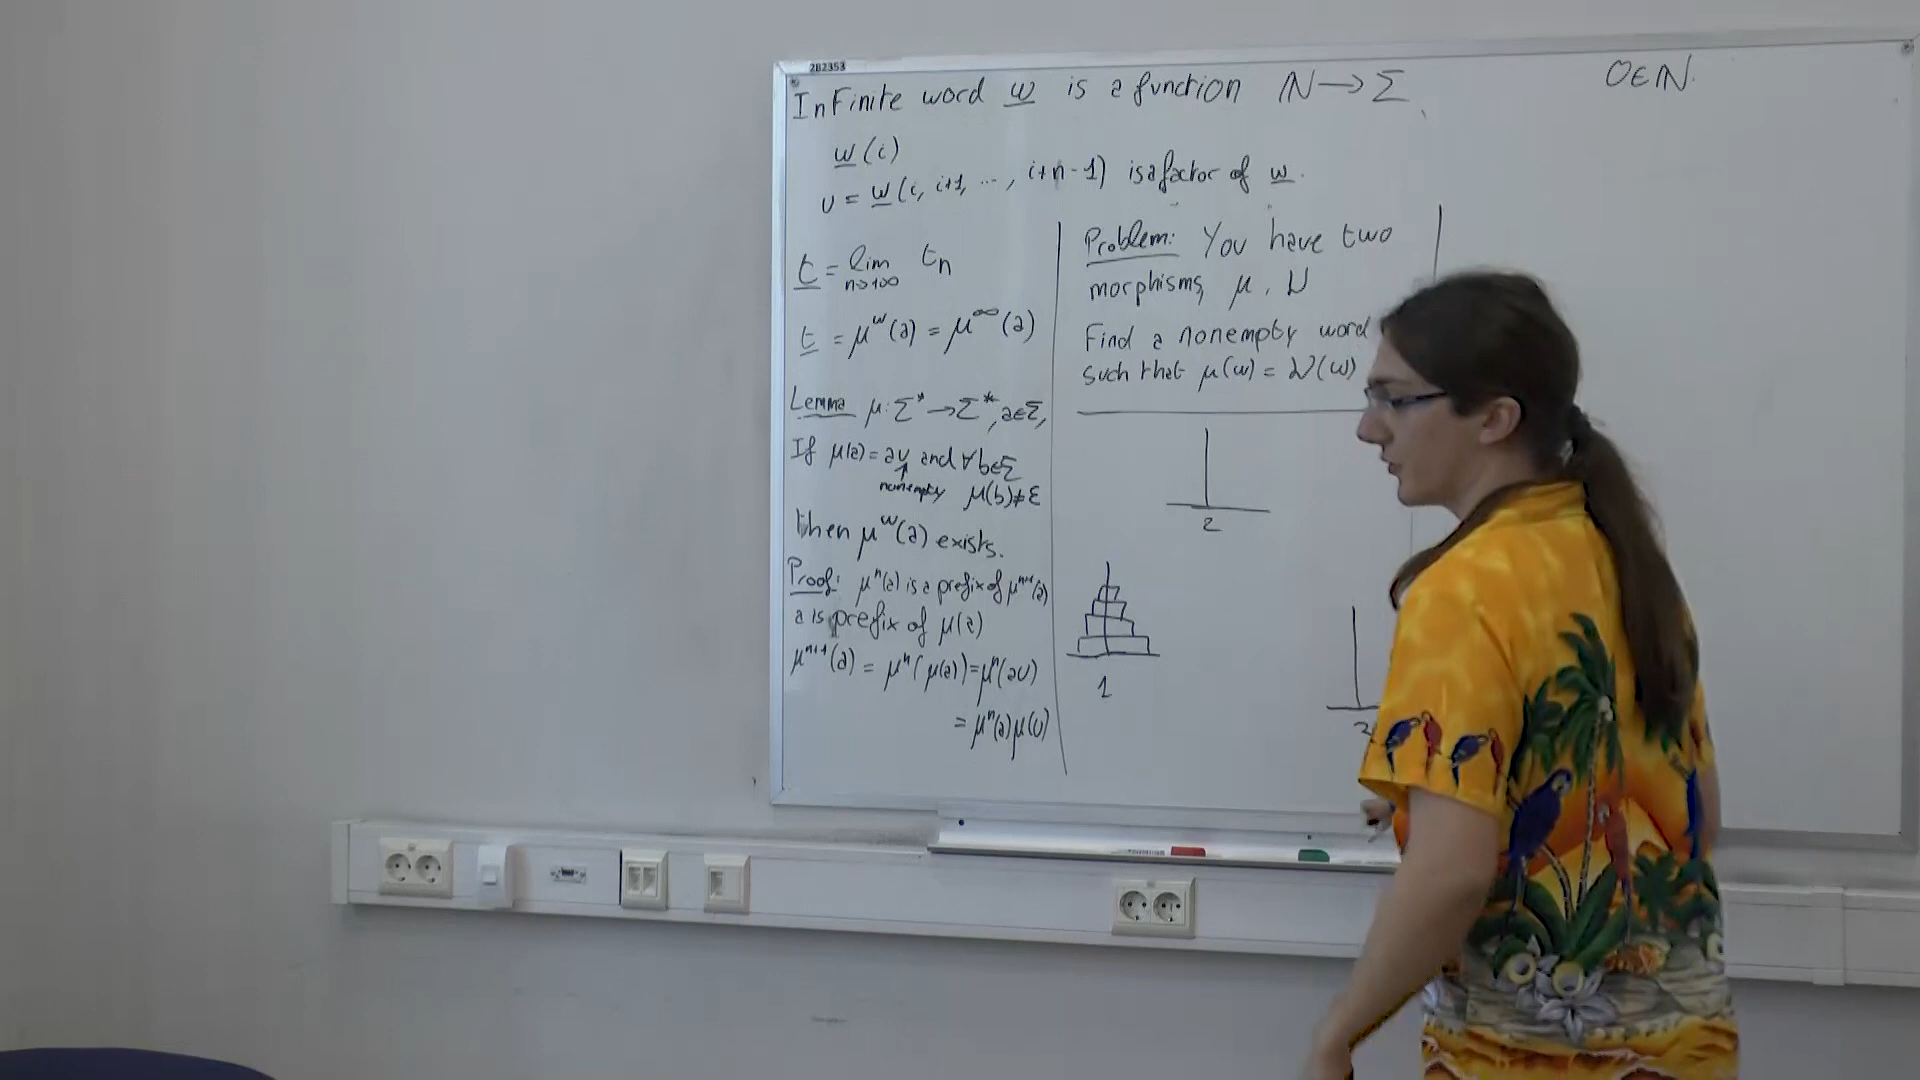 282353
Infinite word w is a function ℕ → Σ
0∈ℕ.
w(i)
v = w(i, i+1, ..., i+n-1) is a factor of w.
t = lim n→+∞ t_n
t = μ^ω(a) = μ^∞(a)
Lemma μ: Σ* → Σ*, a∈Σ,
If μ(a) = av and ∀b∈Σ
nonempty μ(b)≠ε
then μ^ω(a) exists.
Proof: μ^n(a) is a prefix of μ^{n+1}(a)
a is prefix of μ(a)
μ^{n+1}(a) = μ^n(μ(a)) = μ^n(av)
= μ^n(a)μ(v)
Problem: You have two
morphisms, μ, ν
Find a nonempty word
such that μ(w) = ν(w)
2
1